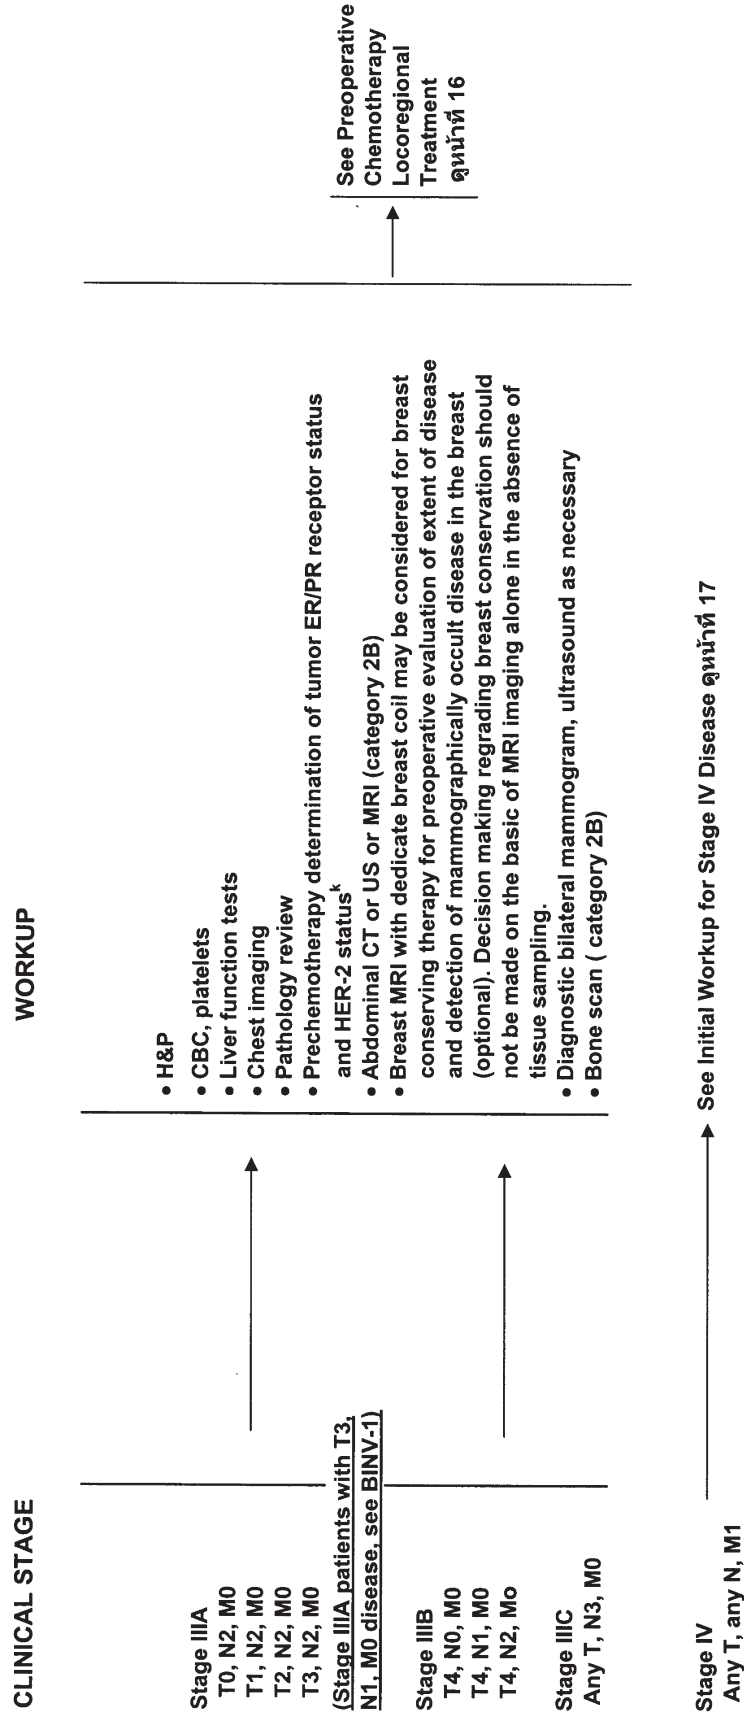 CLINICAL STAGE
Stage IIIA
T0, N2, M0
T1, N2, M0
T2, N2, M0
T3, N2, M0
(Stage IIIA patients with T3,
N1, M0 disease, see BINV-1)
Stage IIIB
T4, N0, M0
T4, N1, M0
T4, N2, Mo
Stage IIIC
Any T, N3, M0
Stage IV
Any T, any N, M1
WORKUP
• H&P
• CBC, platelets
• Liver function tests
• Chest imaging
• Pathology review
• Prechemotherapy determination of tumor ER/PR receptor status
and HER-2 statusᵏ
• Abdominal CT or US or MRI (category 2B)
• Breast MRI with dedicate breast coil may be considered for breast
conserving therapy for preoperative evaluation of extent of disease
and detection of mammographically occult disease in the breast
(optional). Decision making regrading breast conservation should
not be made on the basic of MRI imaging alone in the absence of
tissue sampling.
• Diagnostic bilateral mammogram, ultrasound as necessary
• Bone scan ( category 2B)
See Initial Workup for Stage IV Disease ดูหน้าที่ 17
See Preoperative
Chemotherapy
Locoregional
Treatment
ดูหน้าที่ 16